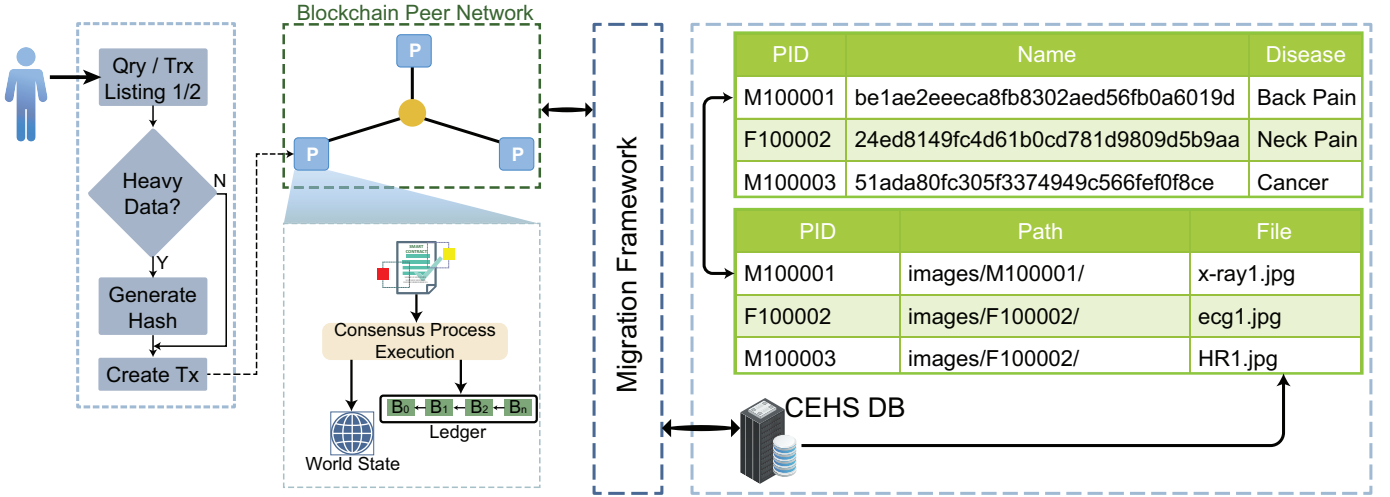 Blockchain Peer Network
Qry / Trx
Listing 1/2
Heavy
Data?
N
Y
Generate
Hash
Create Tx
P
P
P
SMART
CONTRACT
Consensus Process
Execution
B0 B1 B2 Bn
Ledger
World State
Migration Framework
PID Name Disease
M100001 be1ae2eeeca8fb8302aed56fb0a6019d Back Pain
F100002 24ed8149fc4d61b0cd781d9809d5b9aa Neck Pain
M100003 51ada80fc305f3374949c566fef0f8ce Cancer
PID Path File
M100001 images/M100001/ x-ray1.jpg
F100002 images/F100002/ ecg1.jpg
M100003 images/F100002/ HR1.jpg
CEHS DB